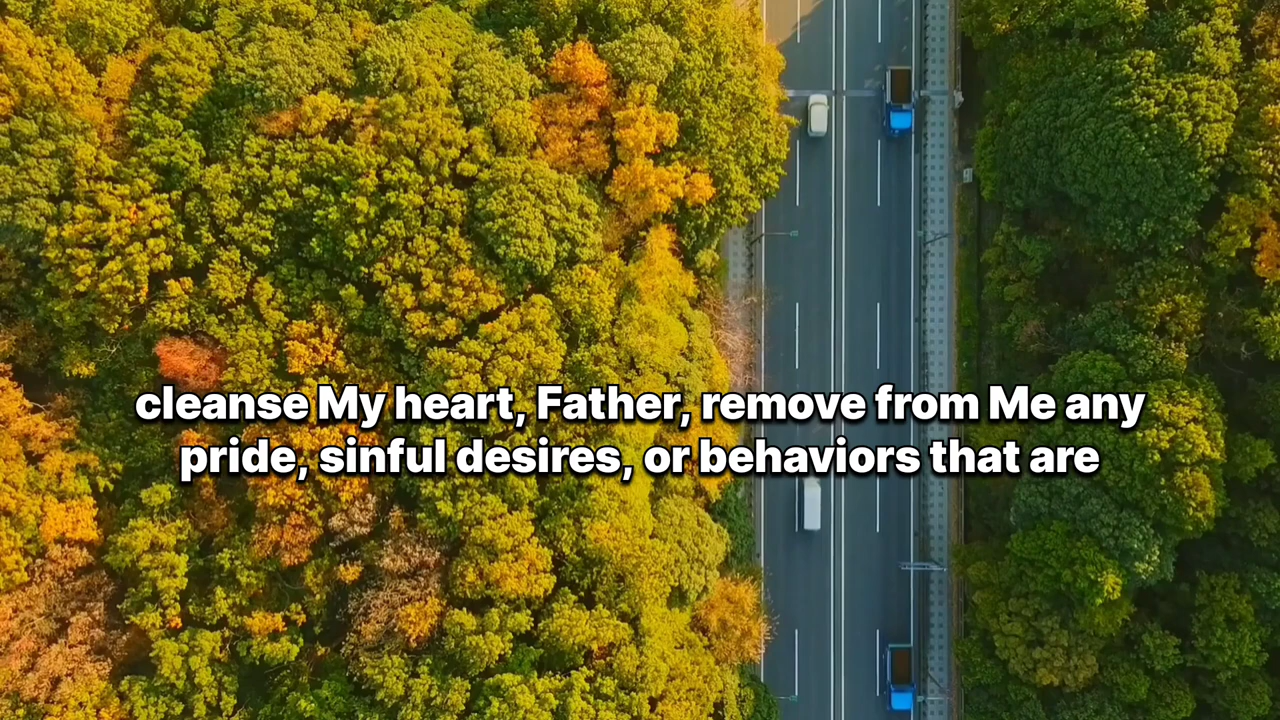 cleanse My heart, Father, remove from Me any
pride, sinful desires, or behaviors that are